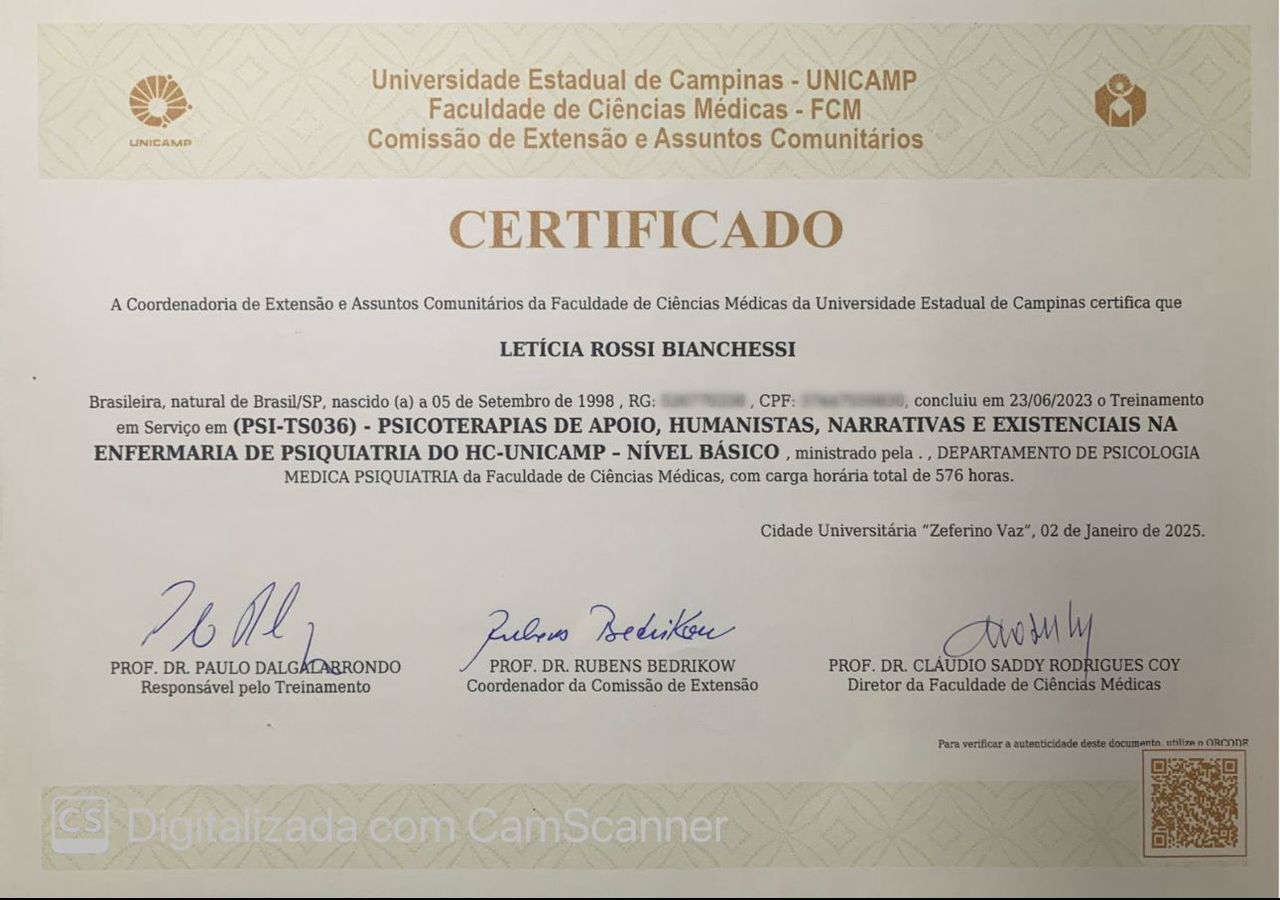 UNICAMP
Universidade Estadual de Campinas - UNICAMP
Faculdade de Ciências Médicas - FCM
Comissão de Extensão e Assuntos Comunitários
CERTIFICADO
A Coordenadoria de Extensão e Assuntos Comunitários da Faculdade de Ciências Médicas da Universidade Estadual de Campinas certifica que
LETÍCIA ROSSI BIANCHESSI
Brasileira, natural de Brasil/SP, nascido (a) a 05 de Setembro de 1998 , RG: , CPF: , concluiu em 23/06/2023 o Treinamento
em Serviço em (PSI-TS036) - PSICOTERAPIAS DE APOIO, HUMANISTAS, NARRATIVAS E EXISTENCIAIS NA
ENFERMARIA DE PSIQUIATRIA DO HC-UNICAMP – NÍVEL BÁSICO , ministrado pela . , DEPARTAMENTO DE PSICOLOGIA
MEDICA PSIQUIATRIA da Faculdade de Ciências Médicas, com carga horária total de 576 horas.
Cidade Universitária "Zeferino Vaz", 02 de Janeiro de 2025.
Rubens Bedrikow
PROF. DR. PAULO DALGALARRONDO
Responsável pelo Treinamento
PROF. DR. RUBENS BEDRIKOW
Coordenador da Comissão de Extensão
PROF. DR. CLÁUDIO SADDY RODRIGUES COY
Diretor da Faculdade de Ciências Médicas
Para verificar a autenticidade deste documento, utilize o QRCODE
CS Digitalizada com CamScanner